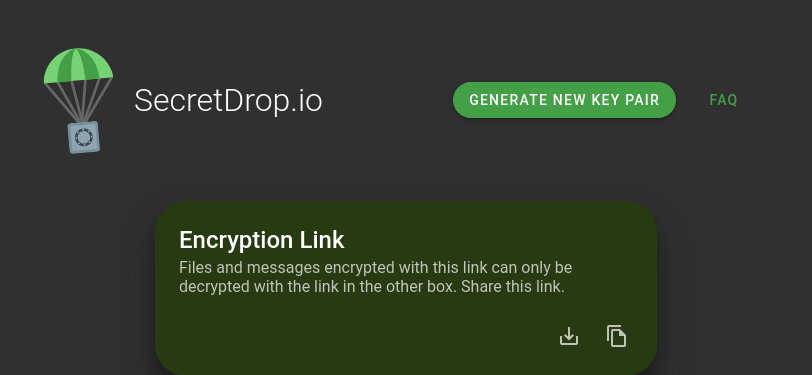 SecretDrop.io
GENERATE NEW KEY PAIR
FAQ
Encryption Link
Files and messages encrypted with this link can only be
decrypted with the link in the other box. Share this link.